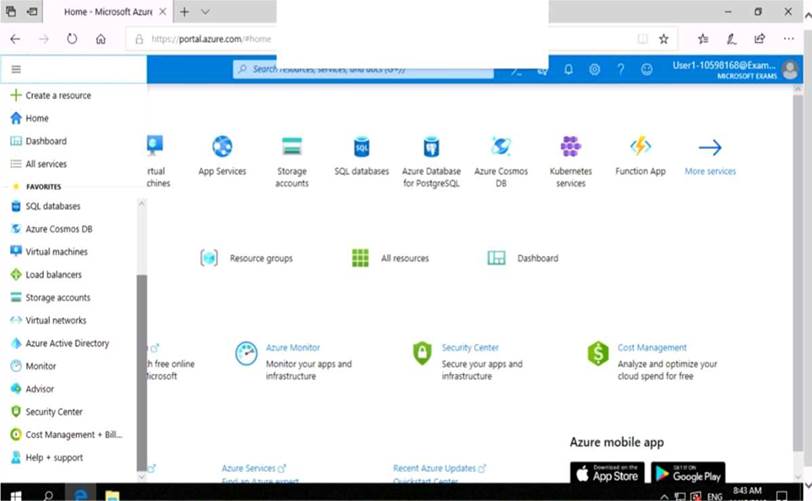 Home - Microsoft Azure
https://portal.azure.com/#home
Search resources, services, and docs (G+/)
User1-10598168@Exam...
MICROSOFT EXAMS
Create a resource
Home
Dashboard
All services
FAVORITES
SQL databases
Azure Cosmos DB
Virtual machines
Load balancers
Storage accounts
Virtual networks
Azure Active Directory
Monitor
Advisor
Security Center
Cost Management + Bill...
Help + support
rtual
chines
App Services
Storage
accounts
SQL
SQL databases
Azure Database
for PostgreSQL
Azure Cosmos
DB
Kubernetes
services
Function App
More services
Resource groups
All resources
Dashboard
h free online
icrosoft
Azure Monitor
Monitor your apps and
infrastructure
Security Center
Secure your apps and
infrastructure
Cost Management
Analyze and optimize your
cloud spend for free
Azure Services
Find an Azure expert
Recent Azure Updates
Quickstart Center
Azure mobile app
Download on the
App Store
GET IT ON
Google Play
ENG
8:43 AM